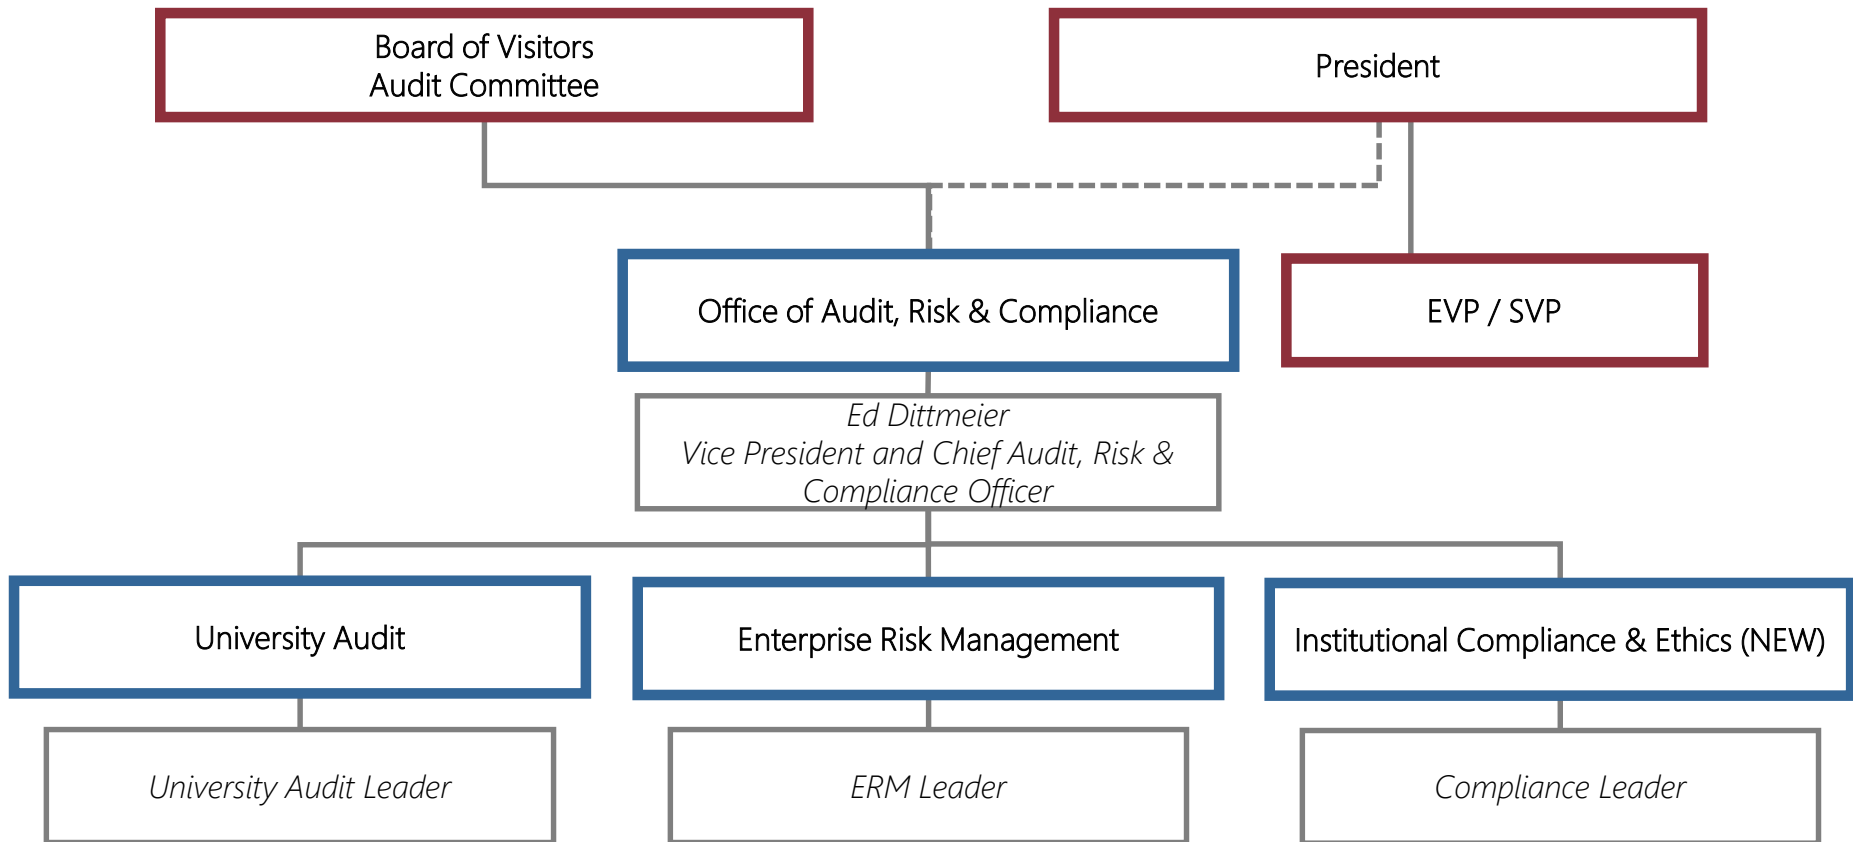 Board of Visitors
Audit Committee
President
Office of Audit, Risk & Compliance
EVP / SVP
Ed Dittmeier
Vice President and Chief Audit, Risk &
Compliance Officer
University Audit
Enterprise Risk Management
Institutional Compliance & Ethics (NEW)
University Audit Leader
ERM Leader
Compliance Leader